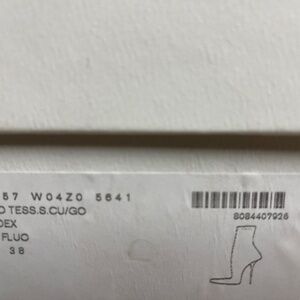 57 W04Z0 5641
O TESS.S.CU/GO
DEX
FLUO
38
8084407926